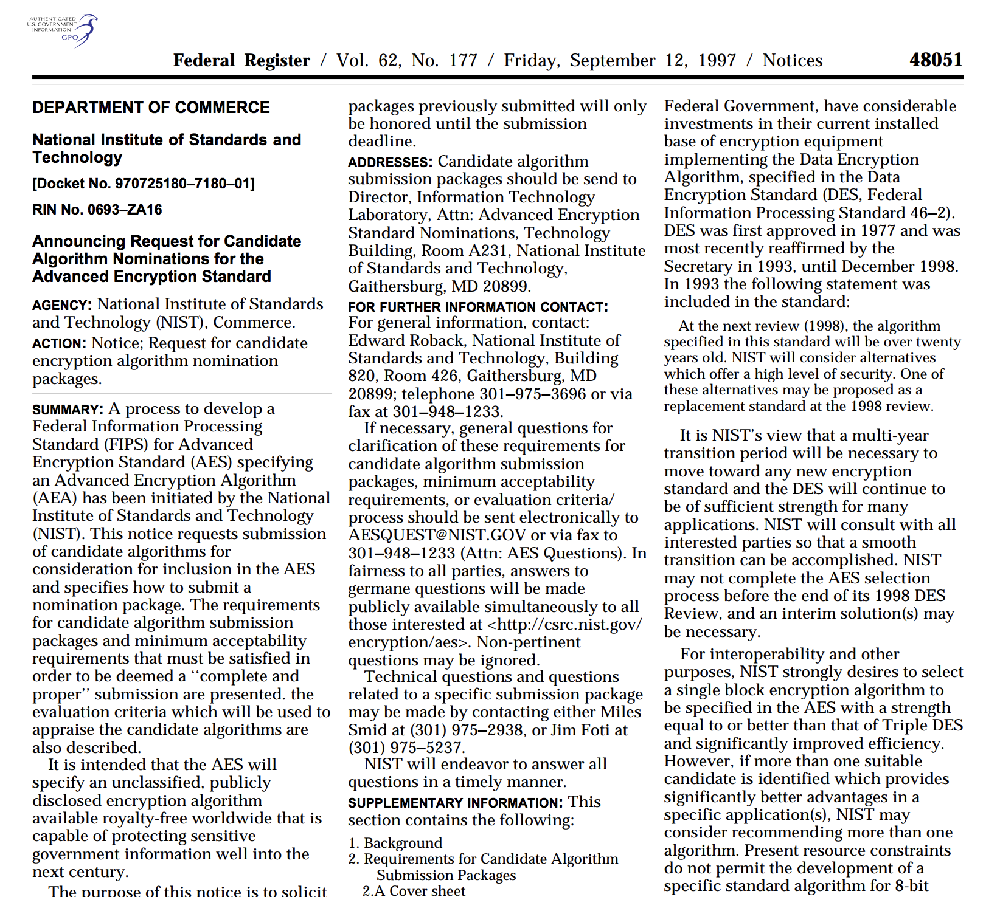 AUTHENTICATED
U.S. GOVERNMENT
INFORMATION
GPO
Federal Register / Vol. 62, No. 177 / Friday, September 12, 1997 / Notices 48051
DEPARTMENT OF COMMERCE
National Institute of Standards and
Technology
[Docket No. 970725180–7180–01]
RIN No. 0693–ZA16
Announcing Request for Candidate
Algorithm Nominations for the
Advanced Encryption Standard
AGENCY: National Institute of Standards
and Technology (NIST), Commerce.
ACTION: Notice; Request for candidate
encryption algorithm nomination
packages.
SUMMARY: A process to develop a
Federal Information Processing
Standard (FIPS) for Advanced
Encryption Standard (AES) specifying
an Advanced Encryption Algorithm
(AEA) has been initiated by the National
Institute of Standards and Technology
(NIST). This notice requests submission
of candidate algorithms for
consideration for inclusion in the AES
and specifies how to submit a
nomination package. The requirements
for candidate algorithm submission
packages and minimum acceptability
requirements that must be satisfied in
order to be deemed a ‘‘complete and
proper’’ submission are presented. the
evaluation criteria which will be used to
appraise the candidate algorithms are
also described.
It is intended that the AES will
specify an unclassified, publicly
disclosed encryption algorithm
available royalty-free worldwide that is
capable of protecting sensitive
government information well into the
next century.
The purpose of this notice is to solicit
packages previously submitted will only
be honored until the submission
deadline.
ADDRESSES: Candidate algorithm
submission packages should be send to
Director, Information Technology
Laboratory, Attn: Advanced Encryption
Standard Nominations, Technology
Building, Room A231, National Institute
of Standards and Technology,
Gaithersburg, MD 20899.
FOR FURTHER INFORMATION CONTACT:
For general information, contact:
Edward Roback, National Institute of
Standards and Technology, Building
820, Room 426, Gaithersburg, MD
20899; telephone 301–975–3696 or via
fax at 301–948–1233.
If necessary, general questions for
clarification of these requirements for
candidate algorithm submission
packages, minimum acceptability
requirements, or evaluation criteria/
process should be sent electronically to
AESQUEST@NIST.GOV or via fax to
301–948–1233 (Attn: AES Questions). In
fairness to all parties, answers to
germane questions will be made
publicly available simultaneously to all
those interested at <http://csrc.nist.gov/
encryption/aes>. Non-pertinent
questions may be ignored.
Technical questions and questions
related to a specific submission package
may be made by contacting either Miles
Smid at (301) 975–2938, or Jim Foti at
(301) 975–5237.
NIST will endeavor to answer all
questions in a timely manner.
SUPPLEMENTARY INFORMATION: This
section contains the following:
1. Background
2. Requirements for Candidate Algorithm
Submission Packages
2.A Cover sheet
Federal Government, have considerable
investments in their current installed
base of encryption equipment
implementing the Data Encryption
Algorithm, specified in the Data
Encryption Standard (DES, Federal
Information Processing Standard 46–2).
DES was first approved in 1977 and was
most recently reaffirmed by the
Secretary in 1993, until December 1998.
In 1993 the following statement was
included in the standard:
At the next review (1998), the algorithm
specified in this standard will be over twenty
years old. NIST will consider alternatives
which offer a high level of security. One of
these alternatives may be proposed as a
replacement standard at the 1998 review.
It is NIST’s view that a multi-year
transition period will be necessary to
move toward any new encryption
standard and the DES will continue to
be of sufficient strength for many
applications. NIST will consult with all
interested parties so that a smooth
transition can be accomplished. NIST
may not complete the AES selection
process before the end of its 1998 DES
Review, and an interim solution(s) may
be necessary.
For interoperability and other
purposes, NIST strongly desires to select
a single block encryption algorithm to
be specified in the AES with a strength
equal to or better than that of Triple DES
and significantly improved efficiency.
However, if more than one suitable
candidate is identified which provides
significantly better advantages in a
specific application(s), NIST may
consider recommending more than one
algorithm. Present resource constraints
do not permit the development of a
specific standard algorithm for 8-bit